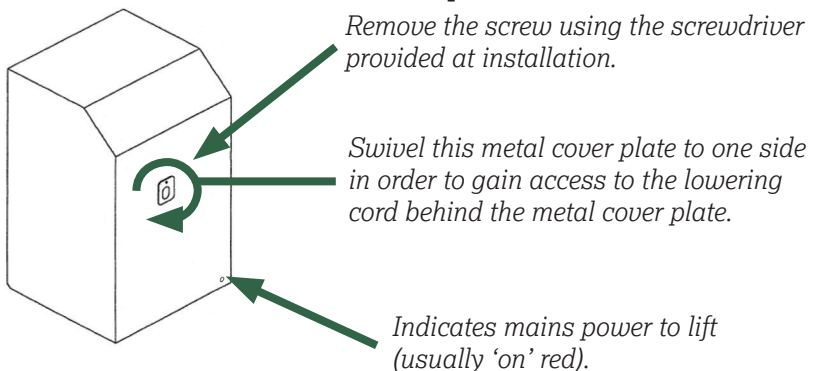 Remove the screw using the screwdriver
provided at installation.
Swivel this metal cover plate to one side
in order to gain access to the lowering
cord behind the metal cover plate.
Indicates mains power to lift
(usually ‘on’ red).